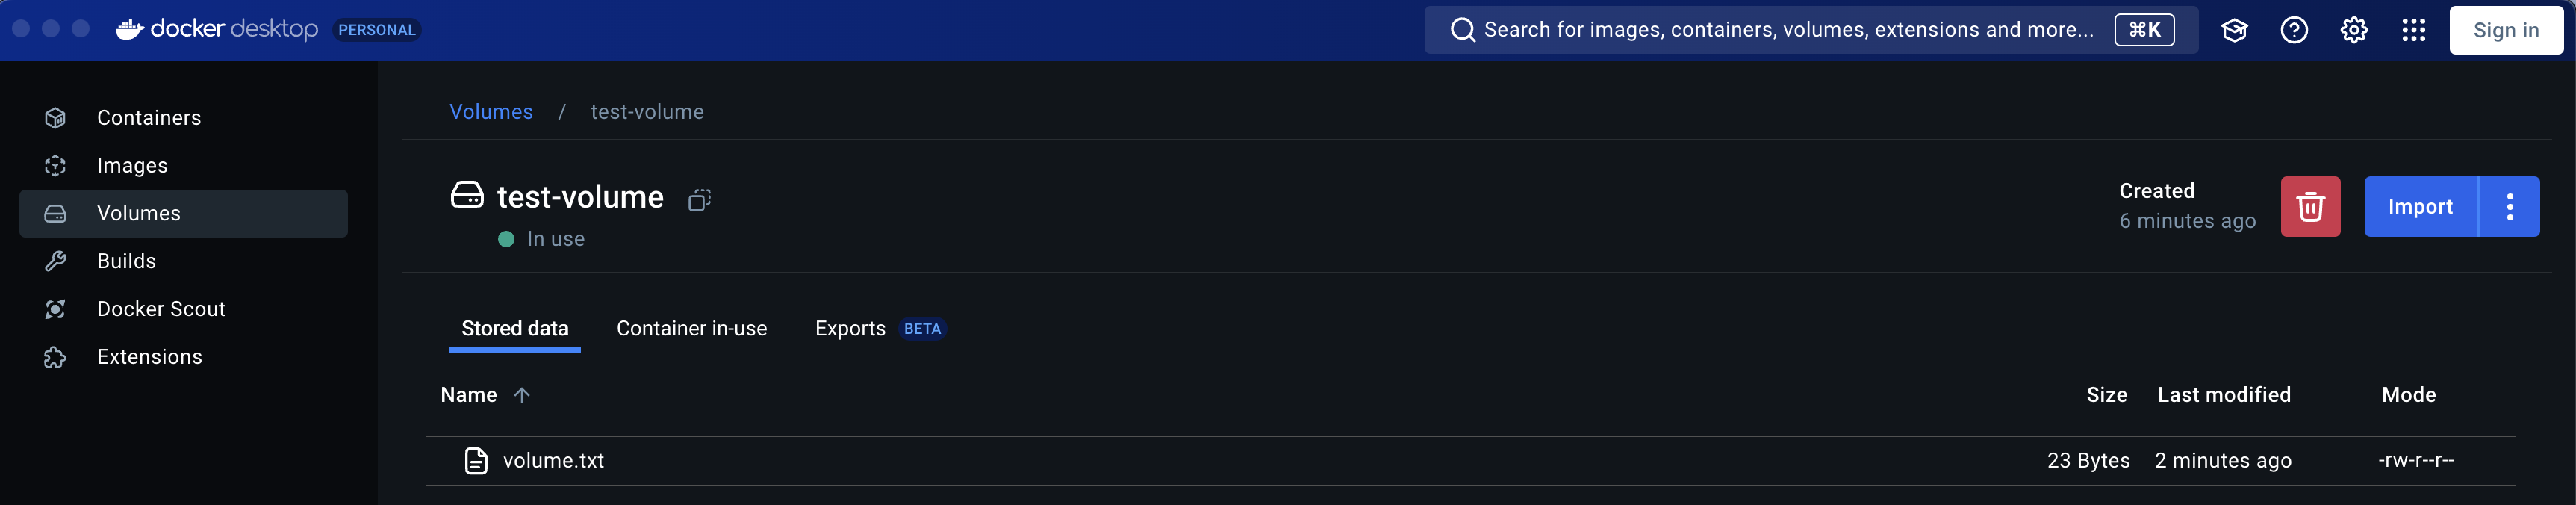 docker desktop PERSONAL
Search for images, containers, volumes, extensions and more... ⌘K
Sign in
Containers
Images
Volumes
Builds
Docker Scout
Extensions
Volumes / test-volume
test-volume
In use
Created
6 minutes ago
Import
Stored data Container in-use Exports BETA
Name Size Last modified Mode
volume.txt 23 Bytes 2 minutes ago -rw-r--r--